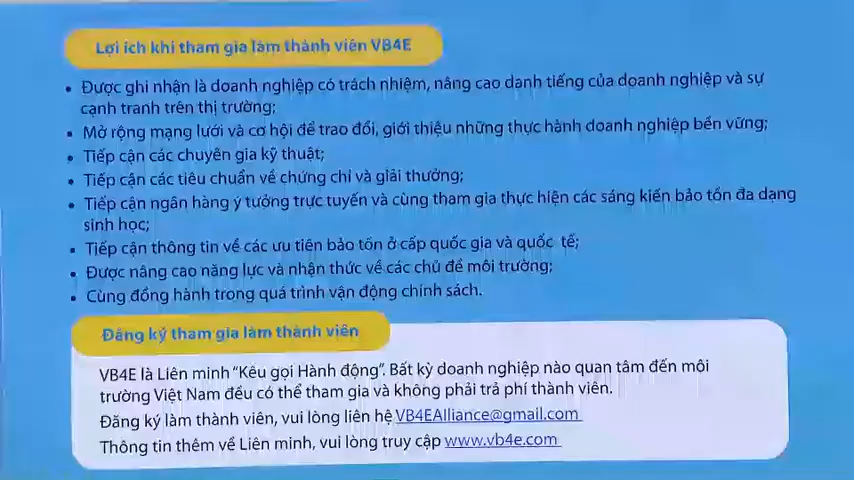 Lợi ích khi tham gia làm thành viên VB4E
• Được ghi nhận là doanh nghiệp có trách nhiệm, nâng cao danh tiếng của doanh nghiệp và sự
cạnh tranh trên thị trường;
• Mở rộng mạng lưới và cơ hội để trao đổi, giới thiệu những thực hành doanh nghiệp bền vững;
• Tiếp cận các chuyên gia kỹ thuật;
• Tiếp cận các tiêu chuẩn về chứng chỉ và giải thưởng;
• Tiếp cận ngân hàng ý tưởng trực tuyến và cùng tham gia thực hiện các sáng kiến bảo tồn đa dạng
sinh học;
• Tiếp cận thông tin về các ưu tiên bảo tồn ở cấp quốc gia và quốc tế;
• Được nâng cao năng lực và nhận thức về các chủ đề môi trường;
• Cùng đồng hành trong quá trình vận động chính sách.
Đăng ký tham gia làm thành viên
VB4E là Liên minh "Kêu gọi Hành động". Bất kỳ doanh nghiệp nào quan tâm đến môi
trường Việt Nam đều có thể tham gia và không phải trả phí thành viên.
Đăng ký làm thành viên, vui lòng liên hệ VB4EAlliance@gmail.com
Thông tin thêm về Liên minh, vui lòng truy cập www.vb4e.com